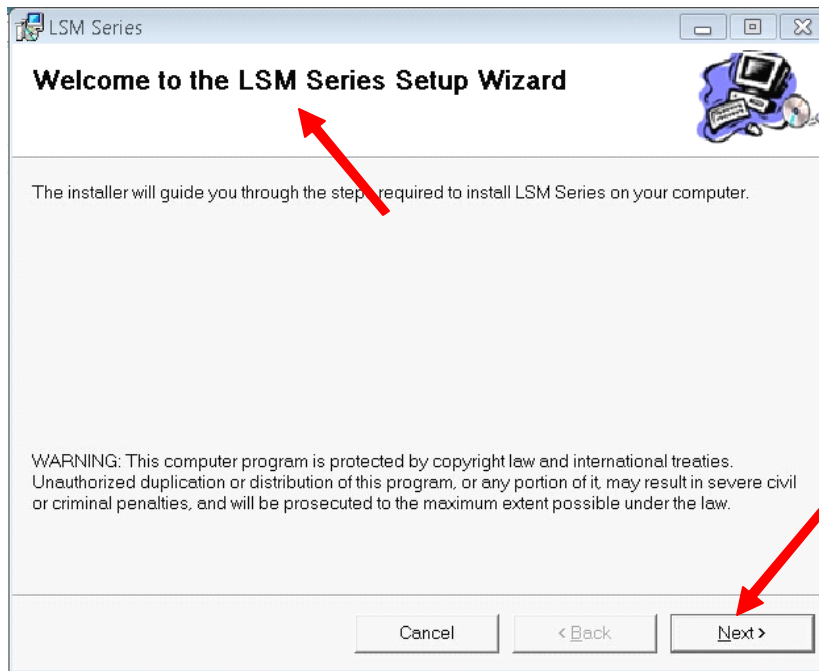 LSM Series
Welcome to the LSM Series Setup Wizard
The installer will guide you through the steps required to install LSM Series on your computer.
WARNING: This computer program is protected by copyright law and international treaties.
Unauthorized duplication or distribution of this program, or any portion of it, may result in severe civil
or criminal penalties, and will be prosecuted to the maximum extent possible under the law.
Cancel
< Back
Next >